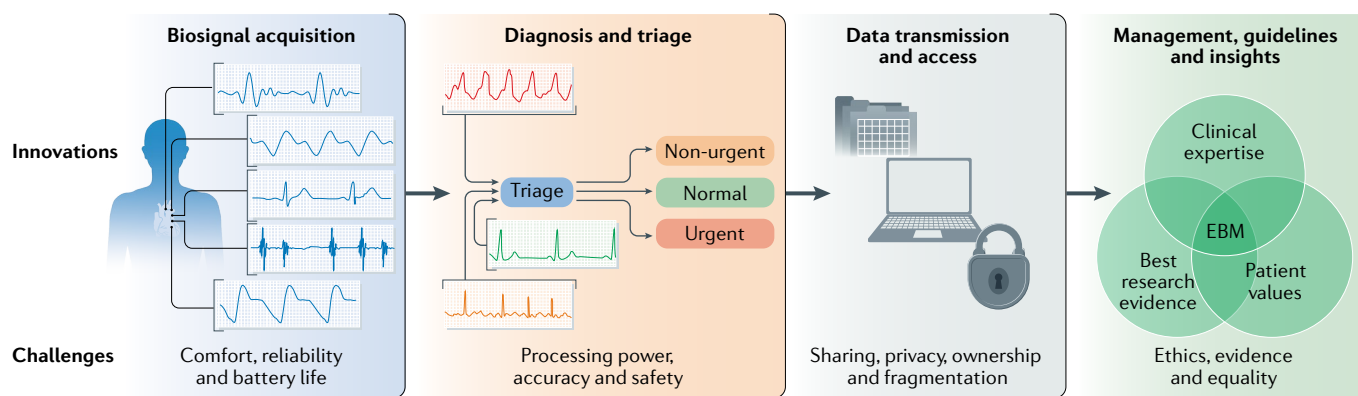 Biosignal acquisition
Diagnosis and triage
Data transmission
and access
Management, guidelines
and insights
Innovations
Triage
Non-urgent
Normal
Urgent
Clinical
expertise
EBM
Best
research
evidence
Patient
values
Challenges
Comfort, reliability
and battery life
Processing power,
accuracy and safety
Sharing, privacy, ownership
and fragmentation
Ethics, evidence
and equality